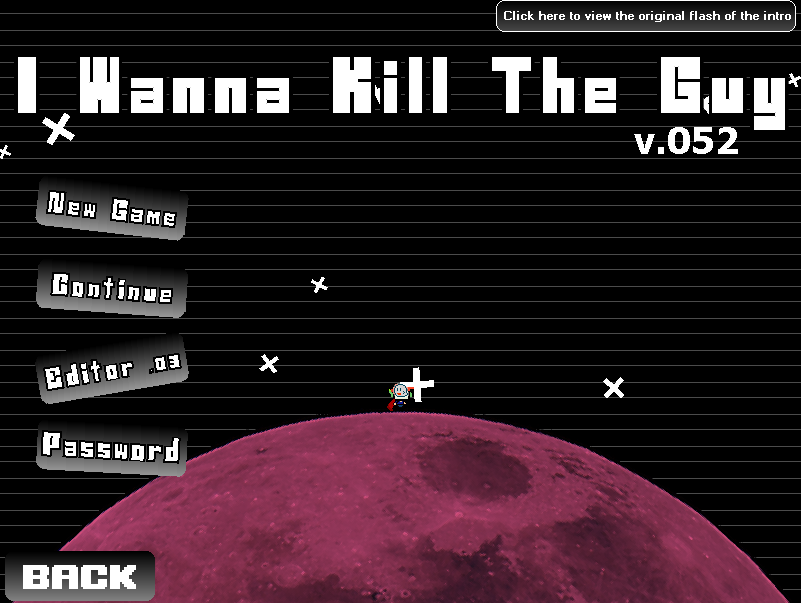 Click here to view the original flash of the intro
I Wanna Kill The Guy
v.052
New Game
Continue
Editor .03
Password
BACK